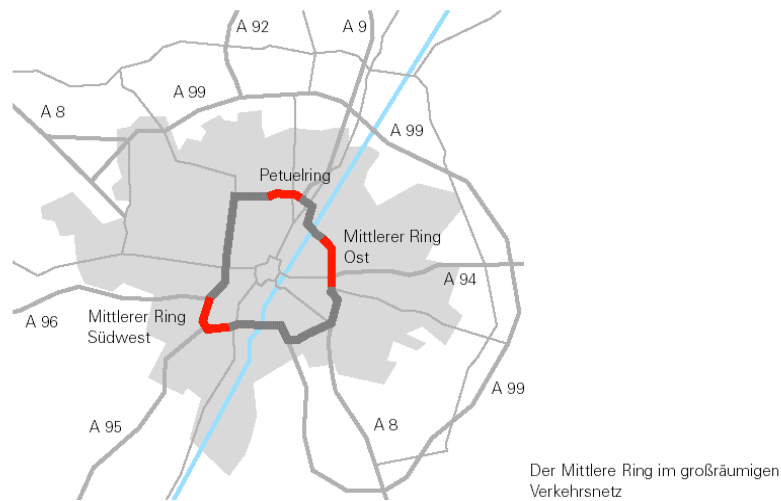 A 92
A 9
A 99
A 8
A 99
Petuelring
Mittlerer Ring
Ost
A 94
Mittlerer Ring
Südwest
A 96
A 99
A 95
A 8
Der Mittlere Ring im großräumigen
Verkehrsnetz